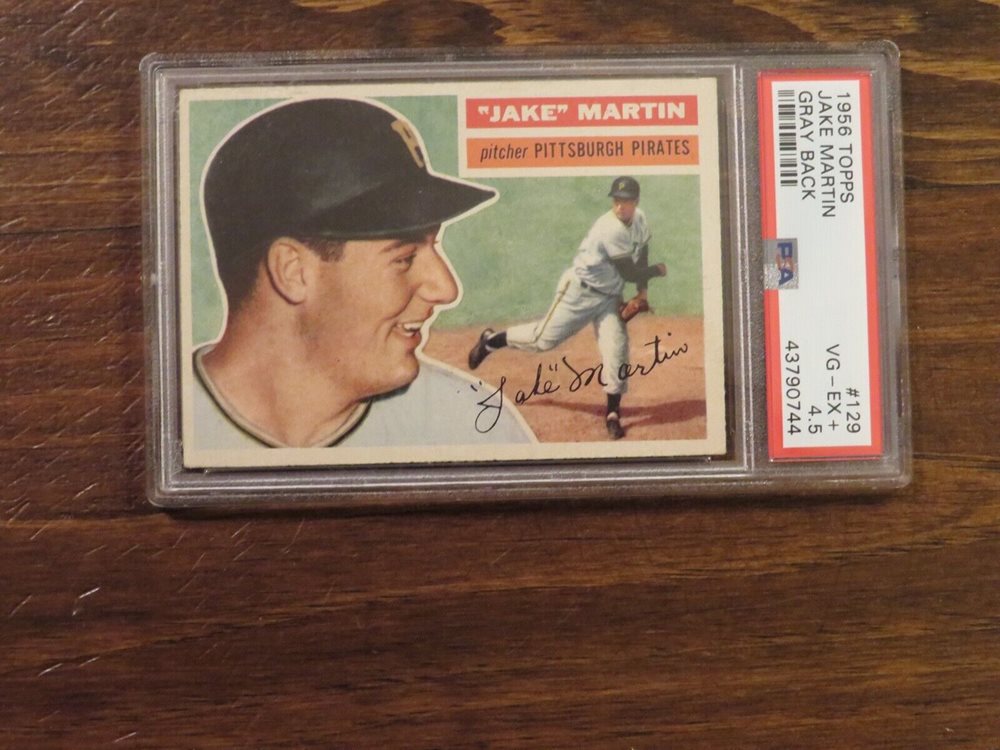 "JAKE" MARTIN
pitcher PITTSBURGH PIRATES
"Jake" Martin
1956 TOPPS #129
JAKE MARTIN VG - EX +
GRAY BACK 4.5
PSA 43790744
P
P